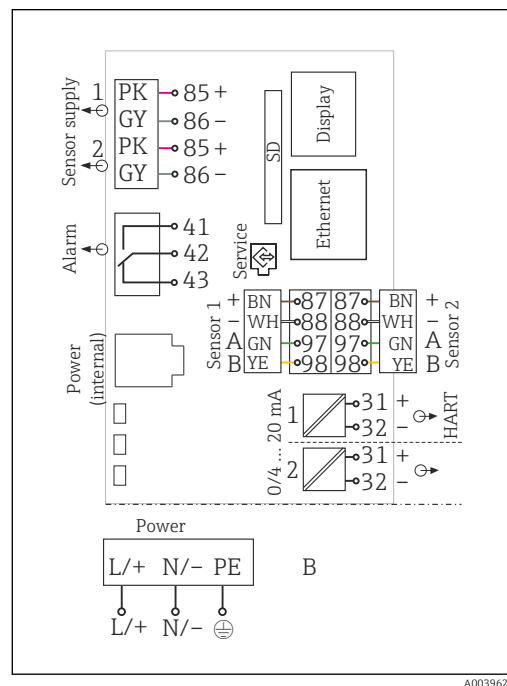 Sensor supply
1
PK
85 +
GY
86 −
2
PK
85 +
GY
86 −
Alarm
41
42
43
Power
(internal)
SD
Display
Ethernet
Service
Sensor 1
+ BN 87 87 BN +
− WH 88 88 WH −
A GN 97 97 GN A
B YE 98 98 YE B
Sensor 2
0/4 ... 20 mA
1
31 +
32 −
HART
2
31 +
32 −
Power
L/+ N/− PE
B
L/+ N/−
A003962